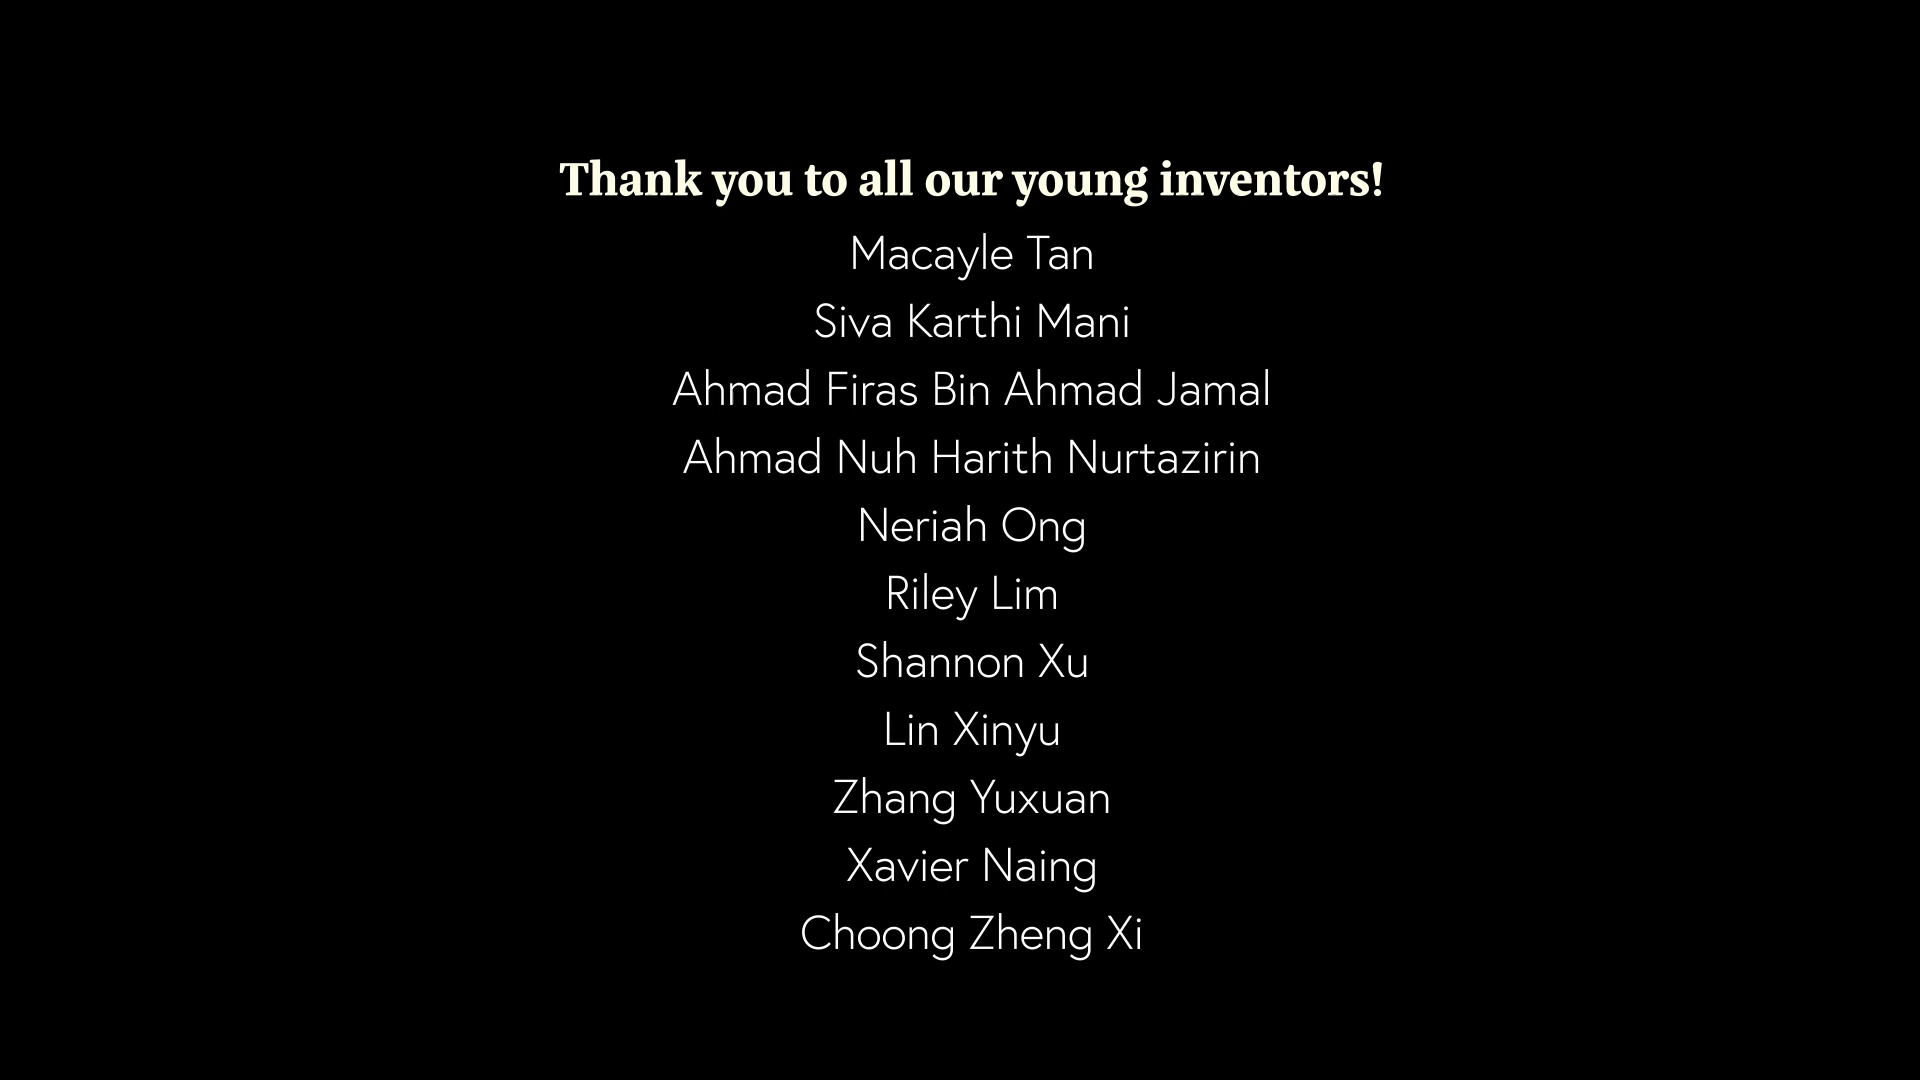 Thank you to all our young inventors!
Macayle Tan
Siva Karthi Mani
Ahmad Firas Bin Ahmad Jamal
Ahmad Nuh Harith Nurtazirin
Neriah Ong
Riley Lim
Shannon Xu
Lin Xinyu
Zhang Yuxuan
Xavier Naing
Choong Zheng Xi